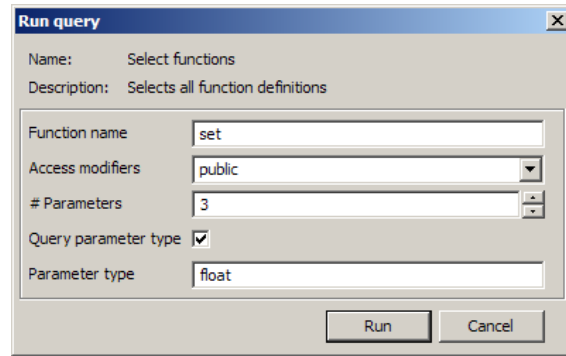 Run query
Name: Select functions
Description: Selects all function definitions
Function name set
Access modifiers public
# Parameters 3
Query parameter type
Parameter type float
Run Cancel